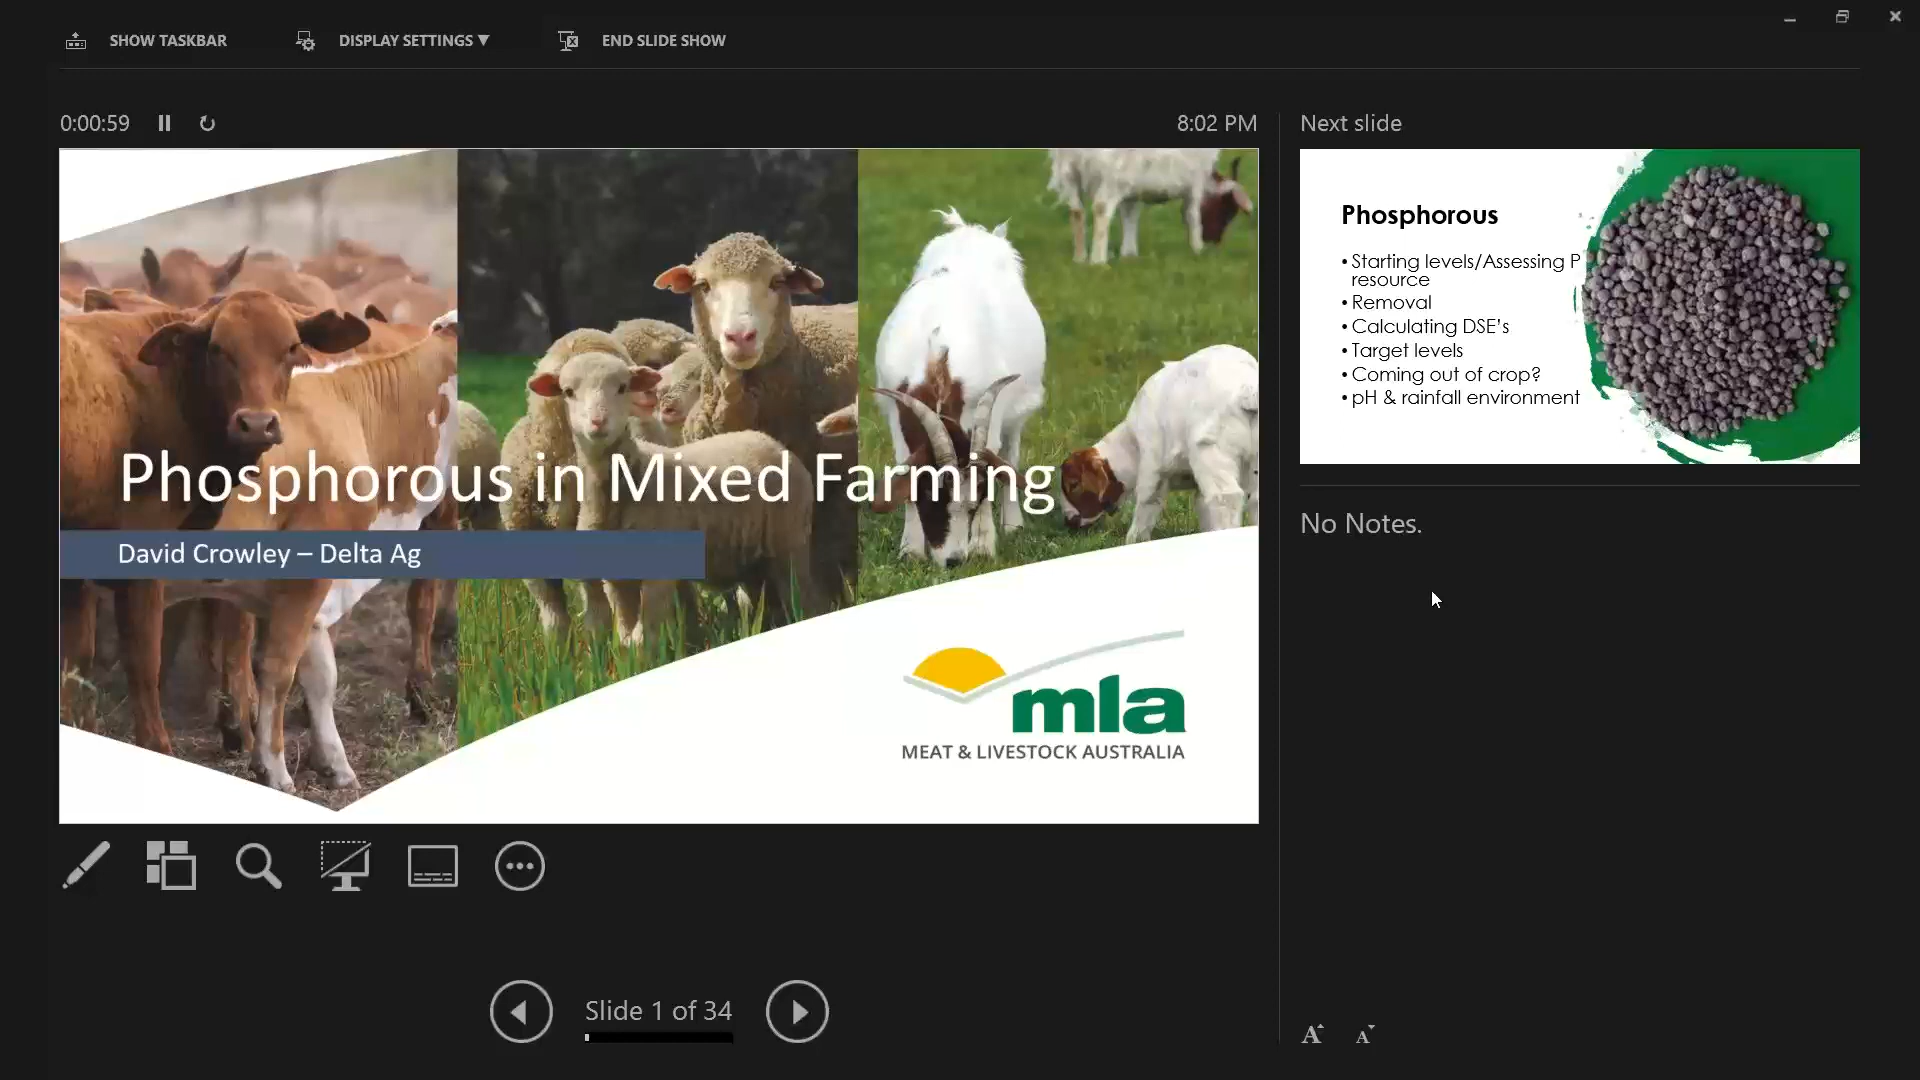 SHOW TASKBAR
DISPLAY SETTINGS ▼
END SLIDE SHOW
0:00:59
8:02 PM
Phosphorous in Mixed Farming
David Crowley – Delta Ag
mla
MEAT & LIVESTOCK AUSTRALIA
Slide 1 of 34
Next slide
Phosphorous
• Starting levels/Assessing P
resource
• Removal
• Calculating DSE's
• Target levels
• Coming out of crop?
• pH & rainfall environment
No Notes.
A A